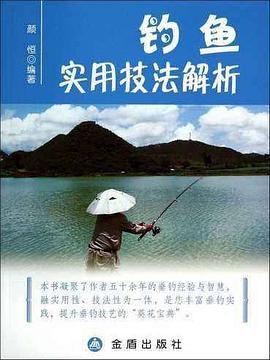 钓鱼
实用技法解析
颜恒◎编著
本书凝聚了作者五十余年的垂钓经验与智慧，
融实用性、技法性为一体，是您丰富垂钓实
践，提升垂钓技艺的“葵花宝典”。
金盾出版社